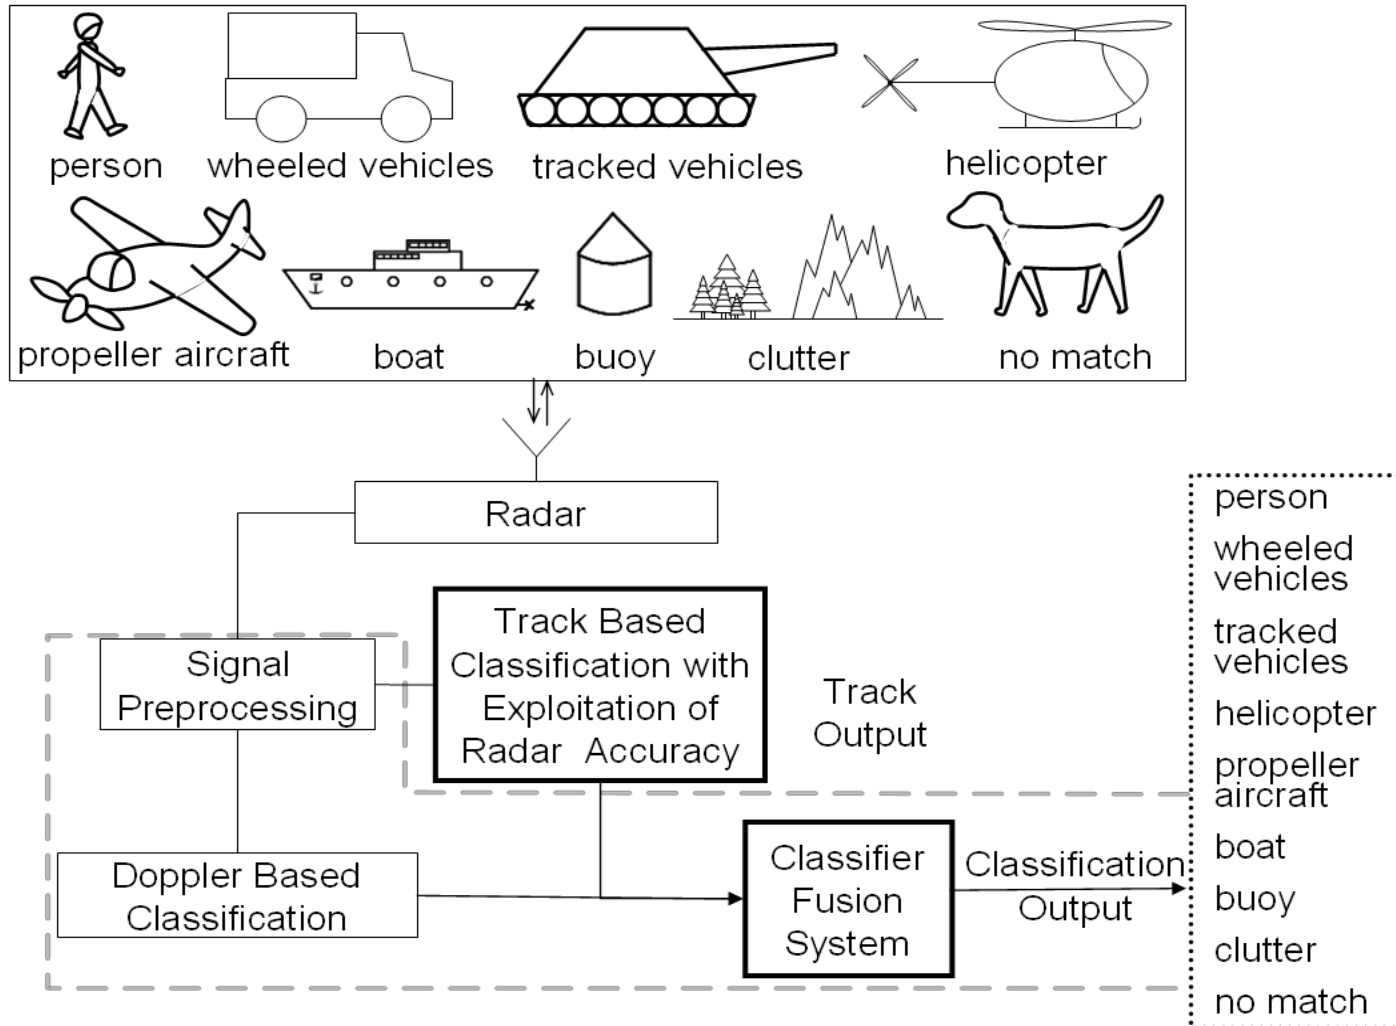 person
wheeled vehicles
tracked vehicles
helicopter
propeller aircraft
boat
buoy
clutter
no match
Radar
Signal
Preprocessing
Track Based
Classification with
Exploitation of
Radar Accuracy
Track
Output
Doppler Based
Classification
Classifier
Fusion
System
Classification
Output
person
wheeled
vehicles
tracked
vehicles
helicopter
propeller
aircraft
boat
buoy
clutter
no match